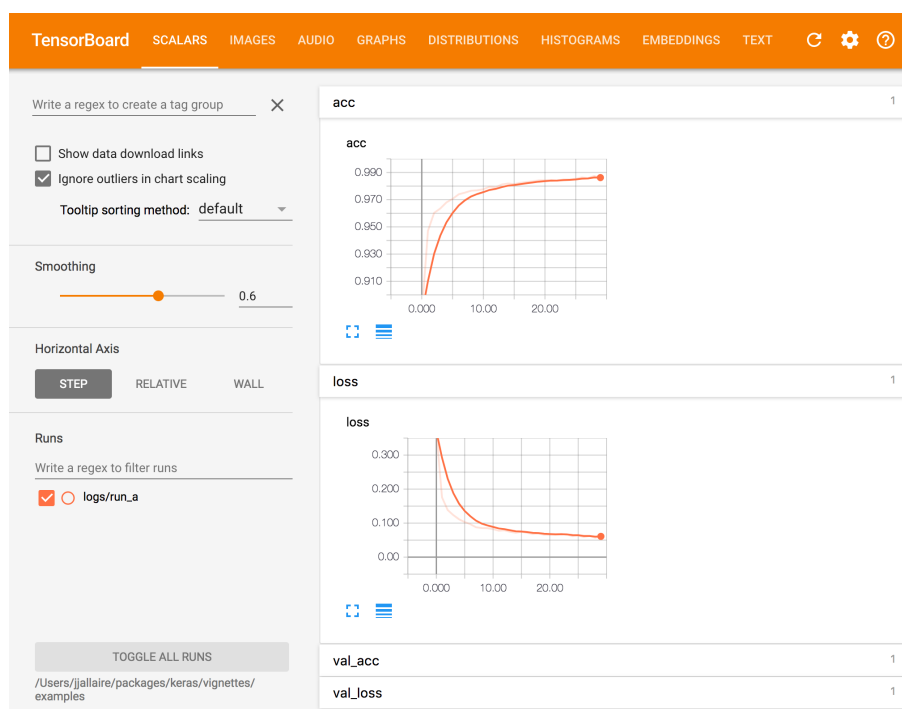 TensorBoard SCALARS IMAGES AUDIO GRAPHS DISTRIBUTIONS HISTOGRAMS EMBEDDINGS TEXT
Write a regex to create a tag group
Show data download links
Ignore outliers in chart scaling
Tooltip sorting method: default
Smoothing
0.6
Horizontal Axis
STEP RELATIVE WALL
Runs
Write a regex to filter runs
logs/run_a
TOGGLE ALL RUNS
/Users/jjallaire/packages/keras/vignettes/
examples
acc 1
acc
0.990
0.970
0.950
0.930
0.910
0.000 10.00 20.00
loss 1
loss
0.300
0.200
0.100
0.00
0.000 10.00 20.00
val_acc 1
val_loss 1